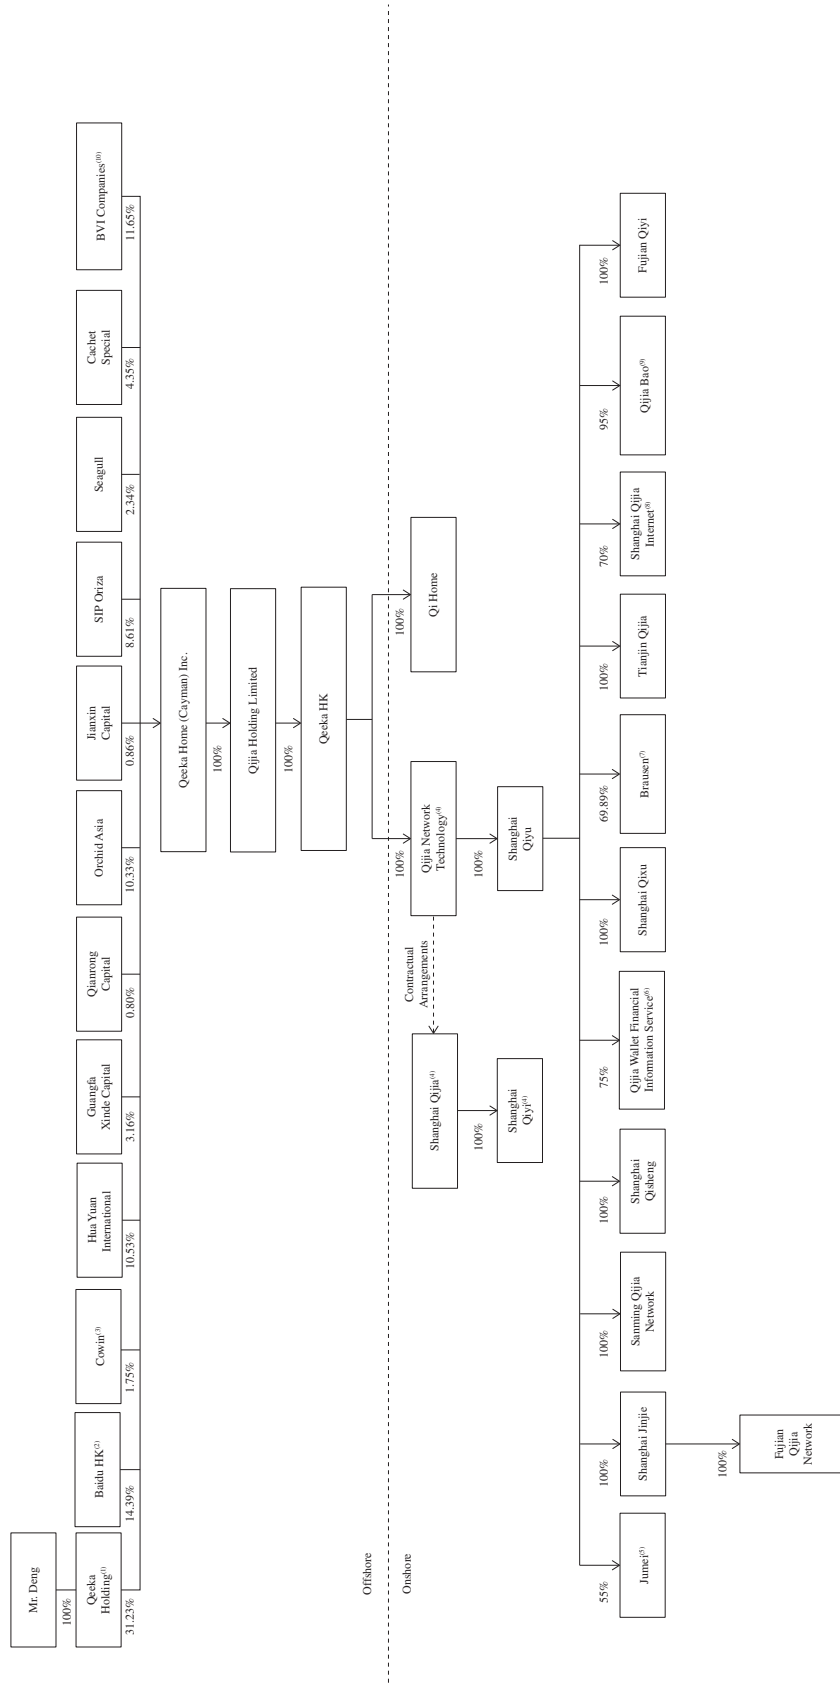 Mr. Deng
100%
Qeeka
Holding(1)
31.23%
Baidu HK(2)
14.39%
Cowin(3)
1.75%
Hua Yuan
International
10.53%
Guangfa
Xinde Capital
3.16%
Qianrong
Capital
0.80%
Orchid Asia
10.33%
Jianxin
Capital
0.86%
SIP Oriza
8.61%
Seagull
2.34%
Cachet
Special
4.35%
BVI Companies(10)
11.65%
Qeeka Home (Cayman) Inc.
100%
Qijia Holding Limited
100%
Qeeka HK
Offshore
Onshore
100%
100%
Shanghai Qijia(4)
Contractual
Arrangements
Qijia Network
Technology(4)
Qi Home
100%
100%
Shanghai
Qiyi(4)
Shanghai
Qiyu
55%
Jumei(5)
100%
Shanghai Jinjie
100%
Sanming Qijia
Network
100%
Shanghai
Qisheng
75%
Qijia Wallet Financial
Information Service(6)
100%
Shanghai Qixu
69.89%
Brausen(7)
100%
Tianjin Qijia
70%
Shanghai Qijia
Internet(8)
95%
Qijia Bao(9)
100%
Fujian Qiyi
100%
Fujian
Qijia
Network